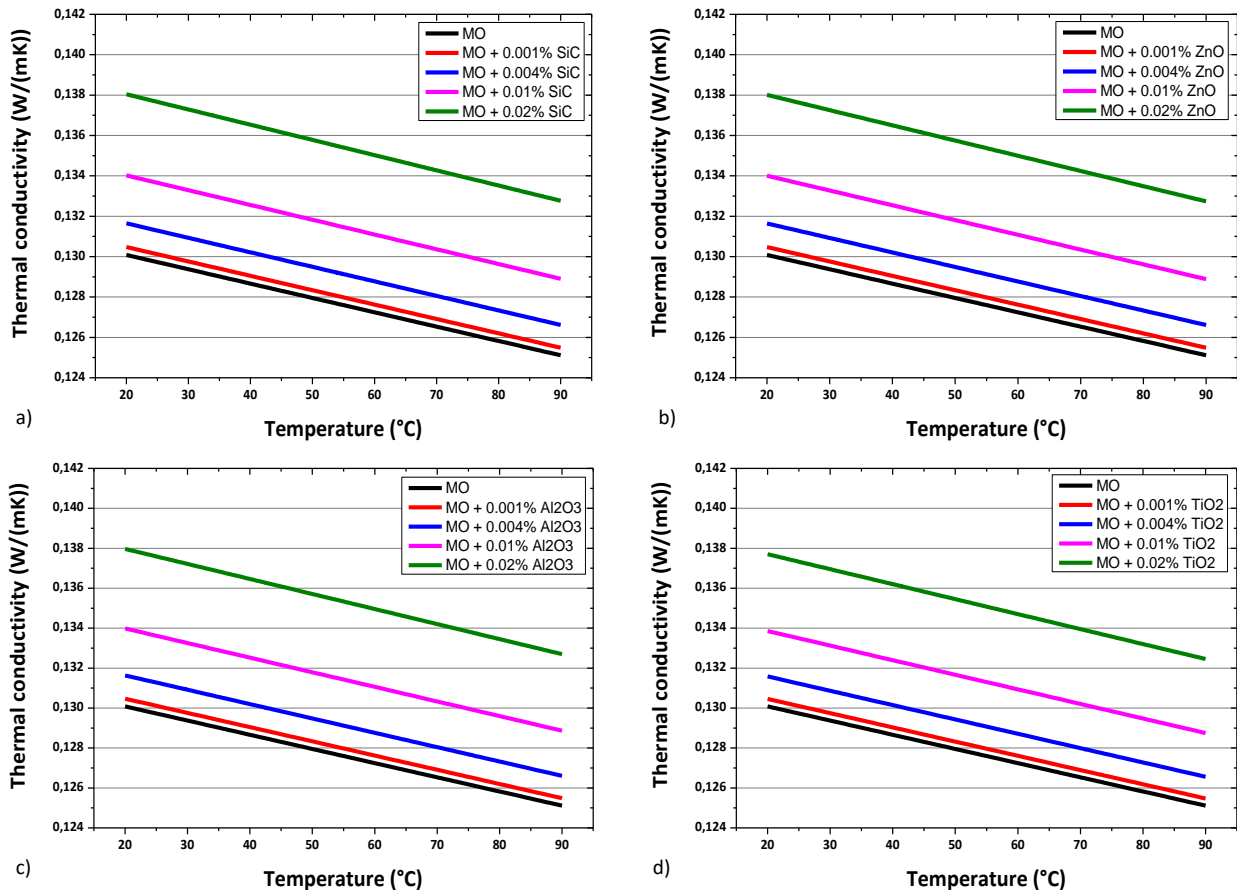 Thermal conductivity (W/(mK))
0,142
0,140
0,138
0,136
0,134
0,132
0,130
0,128
0,126
0,124
MO
MO + 0.001% SiC
MO + 0.004% SiC
MO + 0.01% SiC
MO + 0.02% SiC
20 30 40 50 60 70 80 90
a)
Temperature (°C)
Thermal conductivity (W/(mK))
0,142
0,140
0,138
0,136
0,134
0,132
0,130
0,128
0,126
0,124
MO
MO + 0.001% ZnO
MO + 0.004% ZnO
MO + 0.01% ZnO
MO + 0.02% ZnO
20 30 40 50 60 70 80 90
b)
Temperature (°C)
Thermal conductivity (W/(mK))
0,142
0,140
0,138
0,136
0,134
0,132
0,130
0,128
0,126
0,124
MO
MO + 0.001% Al2O3
MO + 0.004% Al2O3
MO + 0.01% Al2O3
MO + 0.02% Al2O3
20 30 40 50 60 70 80 90
c)
Temperature (°C)
Thermal conductivity (W/(mK))
0,142
0,140
0,138
0,136
0,134
0,132
0,130
0,128
0,126
0,124
MO
MO + 0.001% TiO2
MO + 0.004% TiO2
MO + 0.01% TiO2
MO + 0.02% TiO2
20 30 40 50 60 70 80 90
d)
Temperature (°C)